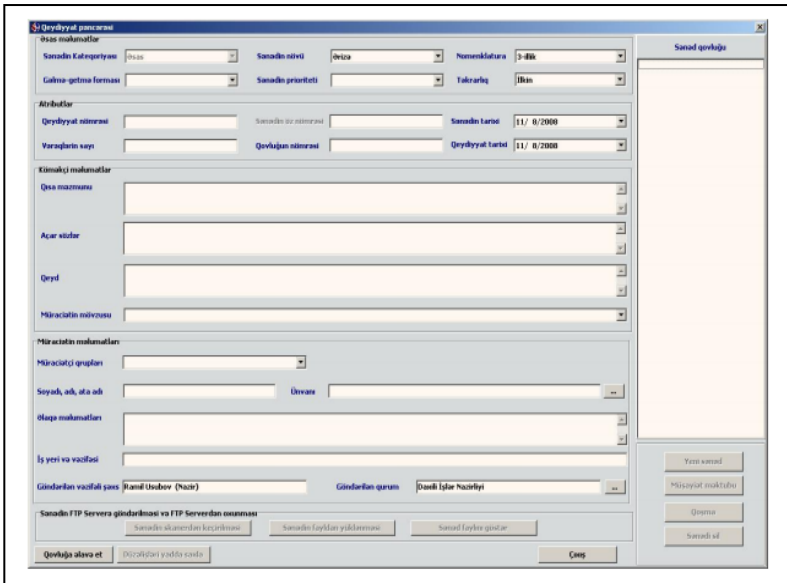 Qeydiyyat pəncərəsi
Əsas məlumatlar
Sənədin Kateqoriyası Əsas Sənədin növü Ərizə Nomenklatura 3-illik
Gəlmə-getmə forması Sənədin prioriteti Təkrarlıq İlkin
Sənəd qovluğu
Atributlar
Qeydiyyat nömrəsi Sənədin öz nömrəsi Sənədin tarixi 11/ 8/2008
Vərəqlərin sayı Qovluğun nömrəsi Qeydiyyat tarixi 11/ 8/2008
Köməkçi məlumatlar
Qısa məzmunu
Açar sözlər
Qeyd
Müraciətin mövzusu
Müraciətin məlumatları
Müraciətçi qrupları
Soyadı, adı, ata adı Ünvanı ...
Əlaqə məlumatları
İş yeri və vəzifəsi
Göndərilən vəzifəli şəxs Ramil Usubov (Nazir) Göndərilən qurum Daxili İşlər Nazirliyi ...
Sənədin FTP Serverə göndərilməsi və FTP Serverdən oxunması
Sənədin skanerdən keçirilməsi Sənədin fayldan yüklənməsi Sənəd faylını göstər
Qovluğa əlavə et Düzəlişləri yadda saxla Çıxış
Yeni sənəd
Müşayiət məktubu
Qoşma
Sənədi sil